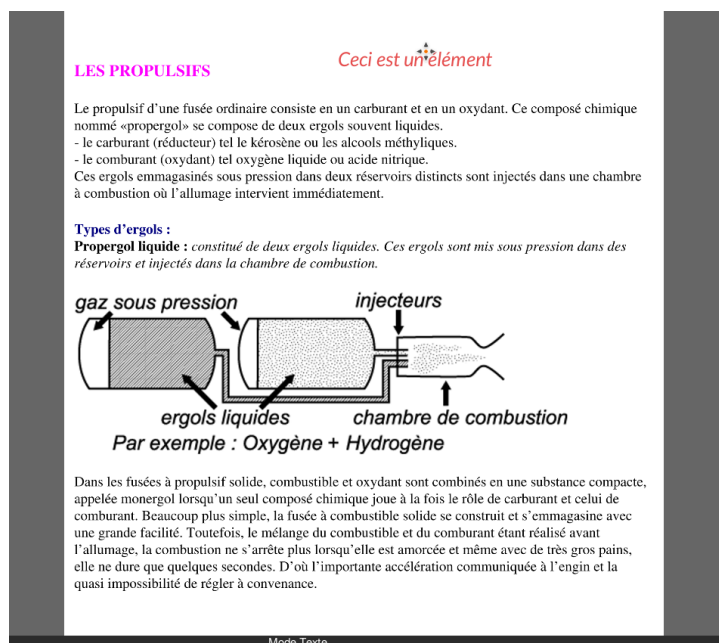 Ceci est un élément
LES PROPULSIFS
Le propulsif d’une fusée ordinaire consiste en un carburant et en un oxydant. Ce composé chimique
nommé «propergol» se compose de deux ergols souvent liquides.
- le carburant (réducteur) tel le kérosène ou les alcools méthyliques.
- le comburant (oxydant) tel oxygène liquide ou acide nitrique.
Ces ergols emmagasinés sous pression dans deux réservoirs distincts sont injectés dans une chambre
à combustion où l’allumage intervient immédiatement.
Types d’ergols :
Propergol liquide : constitué de deux ergols liquides. Ces ergols sont mis sous pression dans des
réservoirs et injectés dans la chambre de combustion.
gaz sous pression
injecteurs
ergols liquides
chambre de combustion
Par exemple : Oxygène + Hydrogène
Dans les fusées à propulsif solide, combustible et oxydant sont combinés en une substance compacte,
appelée monergol lorsqu’un seul composé chimique joue à la fois le rôle de carburant et celui de
comburant. Beaucoup plus simple, la fusée à combustible solide se construit et s’emmagasine avec
une grande facilité. Toutefois, le mélange du combustible et du comburant étant réalisé avant
l’allumage, la combustion ne s’arrête plus lorsqu’elle est amorcée et même avec de très gros pains,
elle ne dure que quelques secondes. D’où l’importante accélération communiquée à l’engin et la
quasi impossibilité de régler à convenance.
Mode Texte